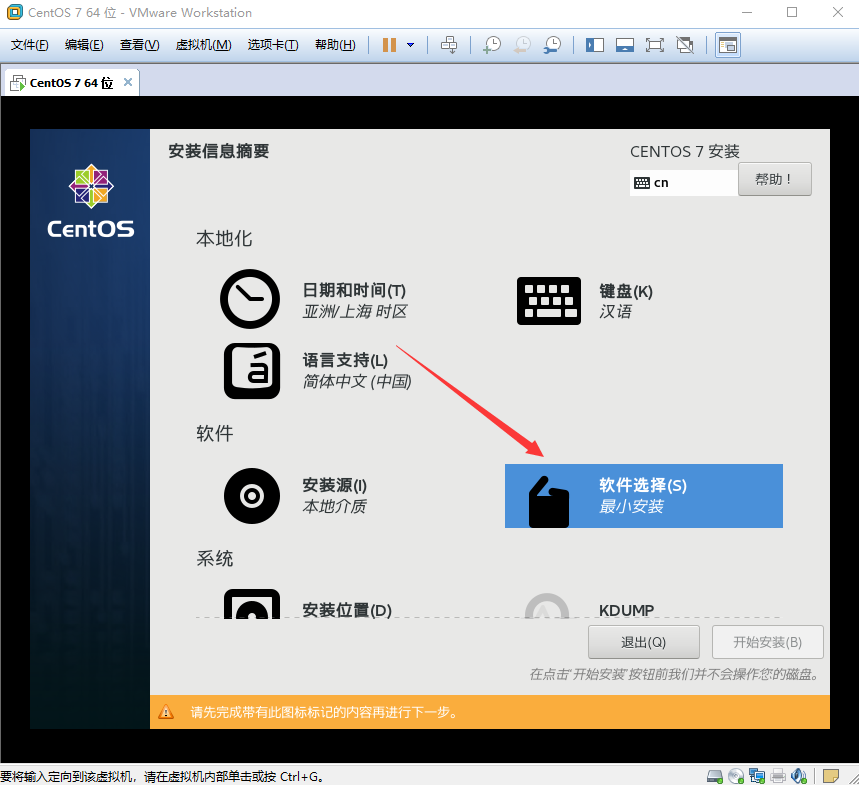 CentOS 7 64 位 - VMware Workstation
文件(F) 编辑(E) 查看(V) 虚拟机(M) 选项卡(T) 帮助(H)
CentOS 7 64 位
安装信息摘要
CENTOS 7 安装
cn
帮助！
CentOS
本地化
日期和时间(T)
亚洲/上海 时区
键盘(K)
汉语
语言支持(L)
简体中文 (中国)
软件
安装源(I)
本地介质
软件选择(S)
最小安装
系统
安装位置(D)
KDUMP
退出(Q)
开始安装(B)
在点击'开始安装'按钮前我们并不会操作您的磁盘。
请先完成带有此图标标记的内容再进行下一步。
要将输入定向到该虚拟机，请在虚拟机内部单击或按 Ctrl+G。